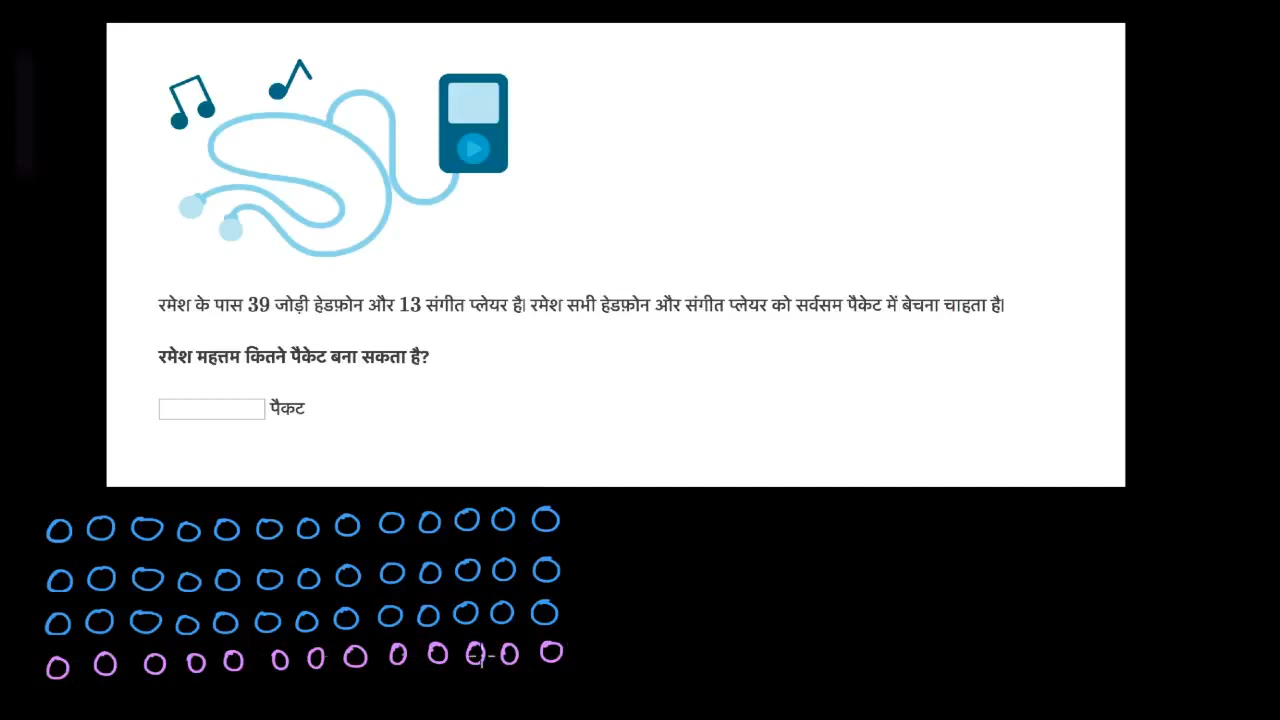 रमेश के पास 39 जोड़ी हेडफ़ोन और 13 संगीत प्लेयर है। रमेश सभी हेडफ़ोन और संगीत प्लेयर को सर्वसम पैकेट में बेचना चाहता है।
रमेश महत्तम कितने पैकेट बना सकता है?
पैकट